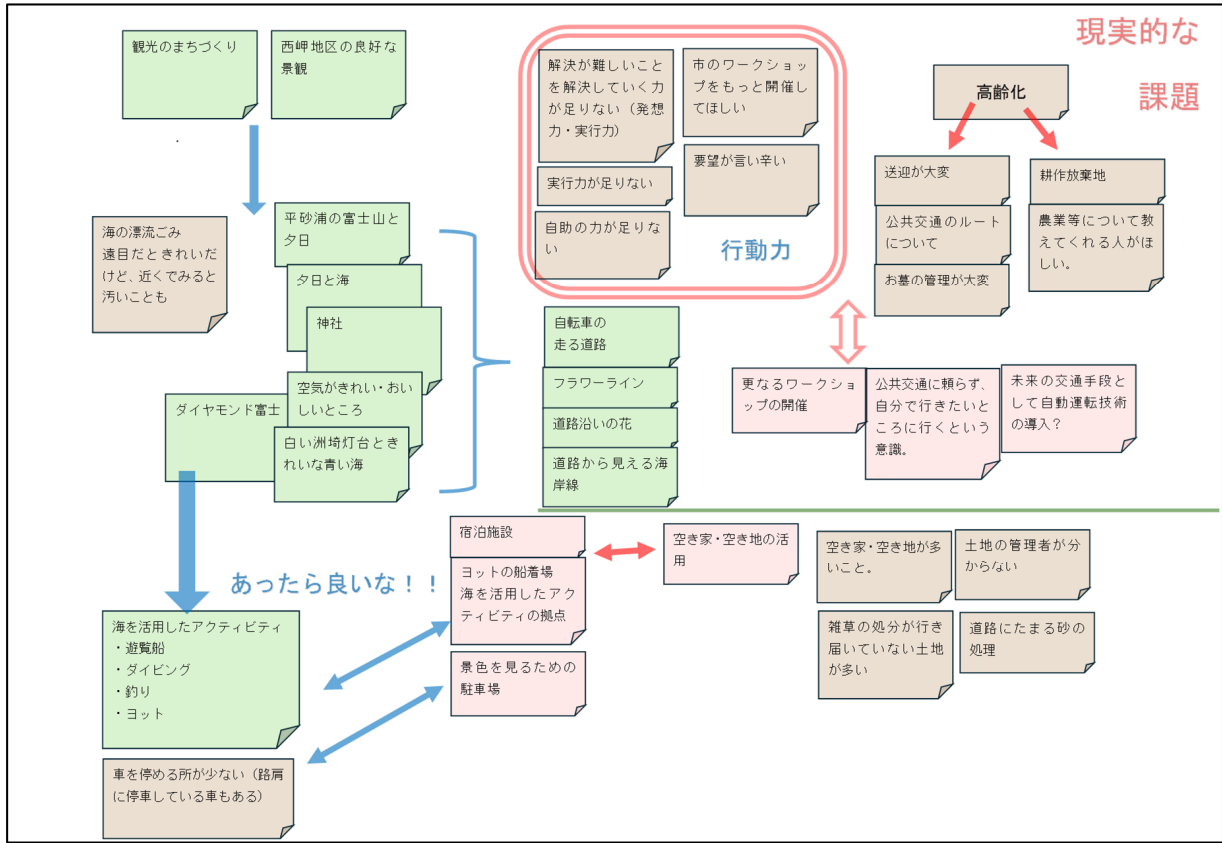 観光のまちづくり
西岬地区の良好な
景観
海の漂流ごみ
遠目だときれいだ
けど、近くでみると
汚いことも
平砂浦の富士山と
夕日
夕日と海
神社
空気がきれい・おい
しいところ
ダイヤモンド富士
白い洲埼灯台とき
れいな青い海
解決が難しいこと
を解決していく力
が足りない（発想
力・実行力）
実行力が足りない
自助の力が足りな
い
市のワークショッ
プをもっと開催し
てほしい
要望が言い辛い
行動力
現実的な
課題
高齢化
送迎が大変
公共交通のルート
について
お墓の管理が大変
耕作放棄地
農業等について教
えてくれる人がほ
しい。
自転車の
走る道路
フラワーライン
道路沿いの花
道路から見える海
岸線
更なるワークショ
ップの開催
公共交通に頼らず、
自分で行きたいと
ころに行くという
意識。
未来の交通手段と
して自動運転技術
の導入？
あったら良いな！！
宿泊施設
ヨットの船着場
海を活用したアク
ティビティの拠点
景色を見るための
駐車場
空き家・空き地の活
用
空き家・空き地が多
いこと。
土地の管理者が分
からない
雑草の処分が行き
届いていない土地
が多い
道路にたまる砂の
処理
海を活用したアクティビティ
・遊覧船
・ダイビング
・釣り
・ヨット
車を停める所が少ない（路肩
に停車している車もある）